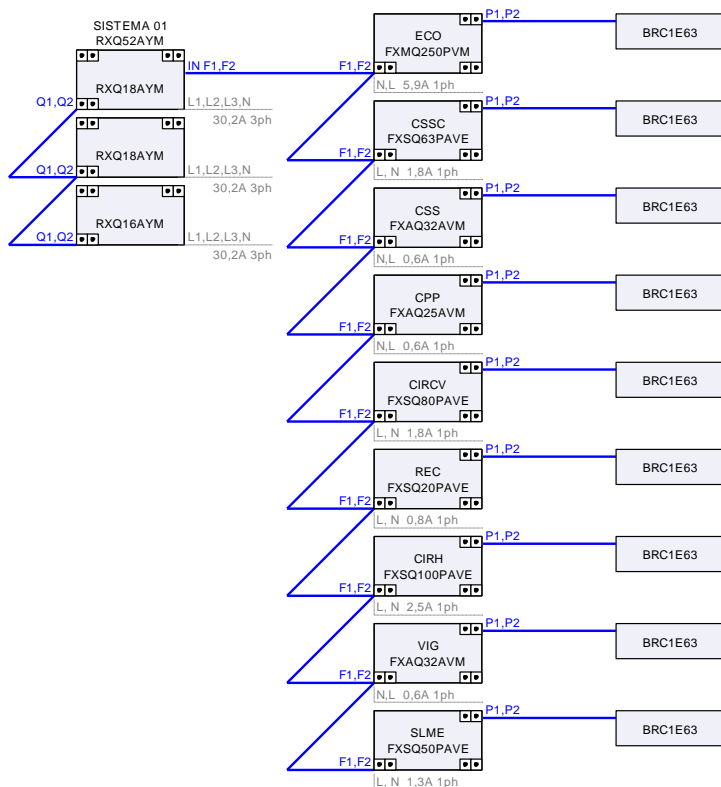 SISTEMA 01
RXQ52AYM
RXQ18AYM
IN F1,F2
Q1,Q2
L1,L2,L3,N
30,2A 3ph
RXQ18AYM
Q1,Q2
L1,L2,L3,N
30,2A 3ph
RXQ16AYM
Q1,Q2
L1,L2,L3,N
30,2A 3ph
ECO
FXMQ250PVM
F1,F2
P1,P2
BRC1E63
N,L 5,9A 1ph
CSSC
FXSQ63PAVE
F1,F2
P1,P2
BRC1E63
L, N 1,8A 1ph
CSS
FXAQ32AVM
F1,F2
P1,P2
BRC1E63
N,L 0,6A 1ph
CPP
FXAQ25AVM
F1,F2
P1,P2
BRC1E63
N,L 0,6A 1ph
CIRCV
FXSQ80PAVE
F1,F2
P1,P2
BRC1E63
L, N 1,8A 1ph
REC
FXSQ20PAVE
F1,F2
P1,P2
BRC1E63
L, N 0,8A 1ph
CIRH
FXSQ100PAVE
F1,F2
P1,P2
BRC1E63
L, N 2,5A 1ph
VIG
FXAQ32AVM
F1,F2
P1,P2
BRC1E63
N,L 0,6A 1ph
SLME
FXSQ50PAVE
F1,F2
P1,P2
BRC1E63
L, N 1,3A 1ph